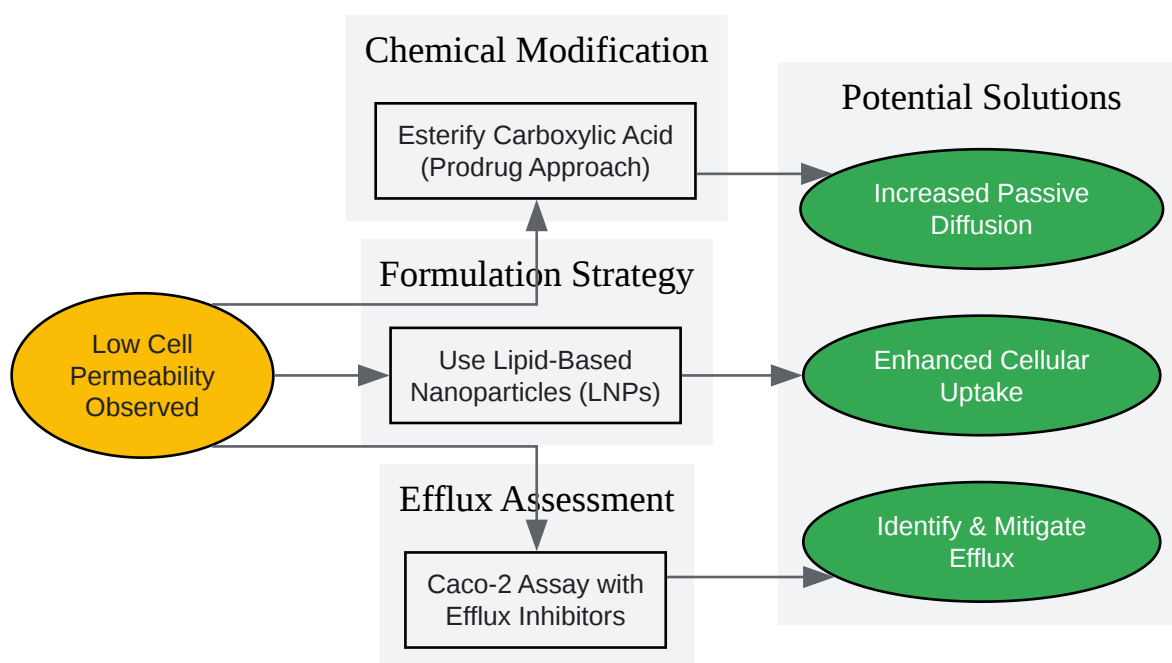 Chemical Modification
Esterify Carboxylic Acid
(Prodrug Approach)
Formulation Strategy
Use Lipid-Based
Nanoparticles (LNPs)
Low Cell
Permeability
Observed
Efflux Assessment
Caco-2 Assay with
Efflux Inhibitors
Potential Solutions
Increased Passive
Diffusion
Enhanced Cellular
Uptake
Identify & Mitigate
Efflux